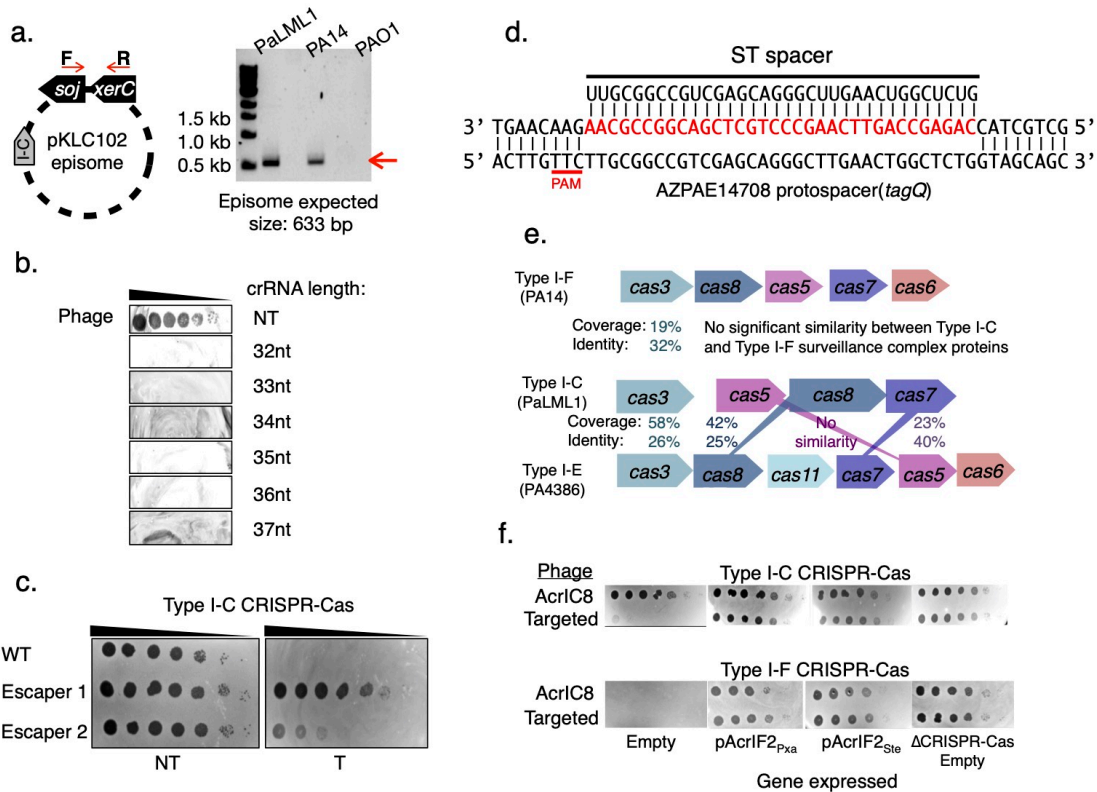 a.
F R
soj xerC
I-C
pKLC102
episome
PaLML1 PA14 PAO1
1.5 kb
1.0 kb
0.5 kb
Episome expected
size: 633 bp
b.
crRNA length:
Phage
NT
32nt
33nt
34nt
35nt
36nt
37nt
c.
Type I-C CRISPR-Cas
WT
Escaper 1
Escaper 2
NT T
d.
ST spacer
UUGCGGCCGUCGAGCAGGGCUUGAACUGGCUCUG
3’ TGAACAAGAACGCCGGCAGCTCGTCCCGAACTTGACCGAGACCATCGTCG 5’
5’ ACTTGTTCTTGCGGCCGTCGAGCAGGGCTTGAACTGGCTCTGGTAGCAGC 3’
PAM
AZPAE14708 protospacer(tagQ)
e.
Type I-F
(PA14)
cas3 cas8 cas5 cas7 cas6
Coverage: 19%
Identity: 32%
No significant similarity between Type I-C
and Type I-F surveillance complex proteins
Type I-C
(PaLML1)
cas3 cas5 cas8 cas7
Coverage: 58% 42% No 23%
Identity: 26% 25% similarity 40%
Type I-E
(PA4386)
cas3 cas8 cas11 cas7 cas5 cas6
f.
Phage
Type I-C CRISPR-Cas
AcrIC8
Targeted
Type I-F CRISPR-Cas
AcrIC8
Targeted
Empty pAcrIF2Pxa pAcrIF2Ste ΔCRISPR-Cas
Empty
Gene expressed